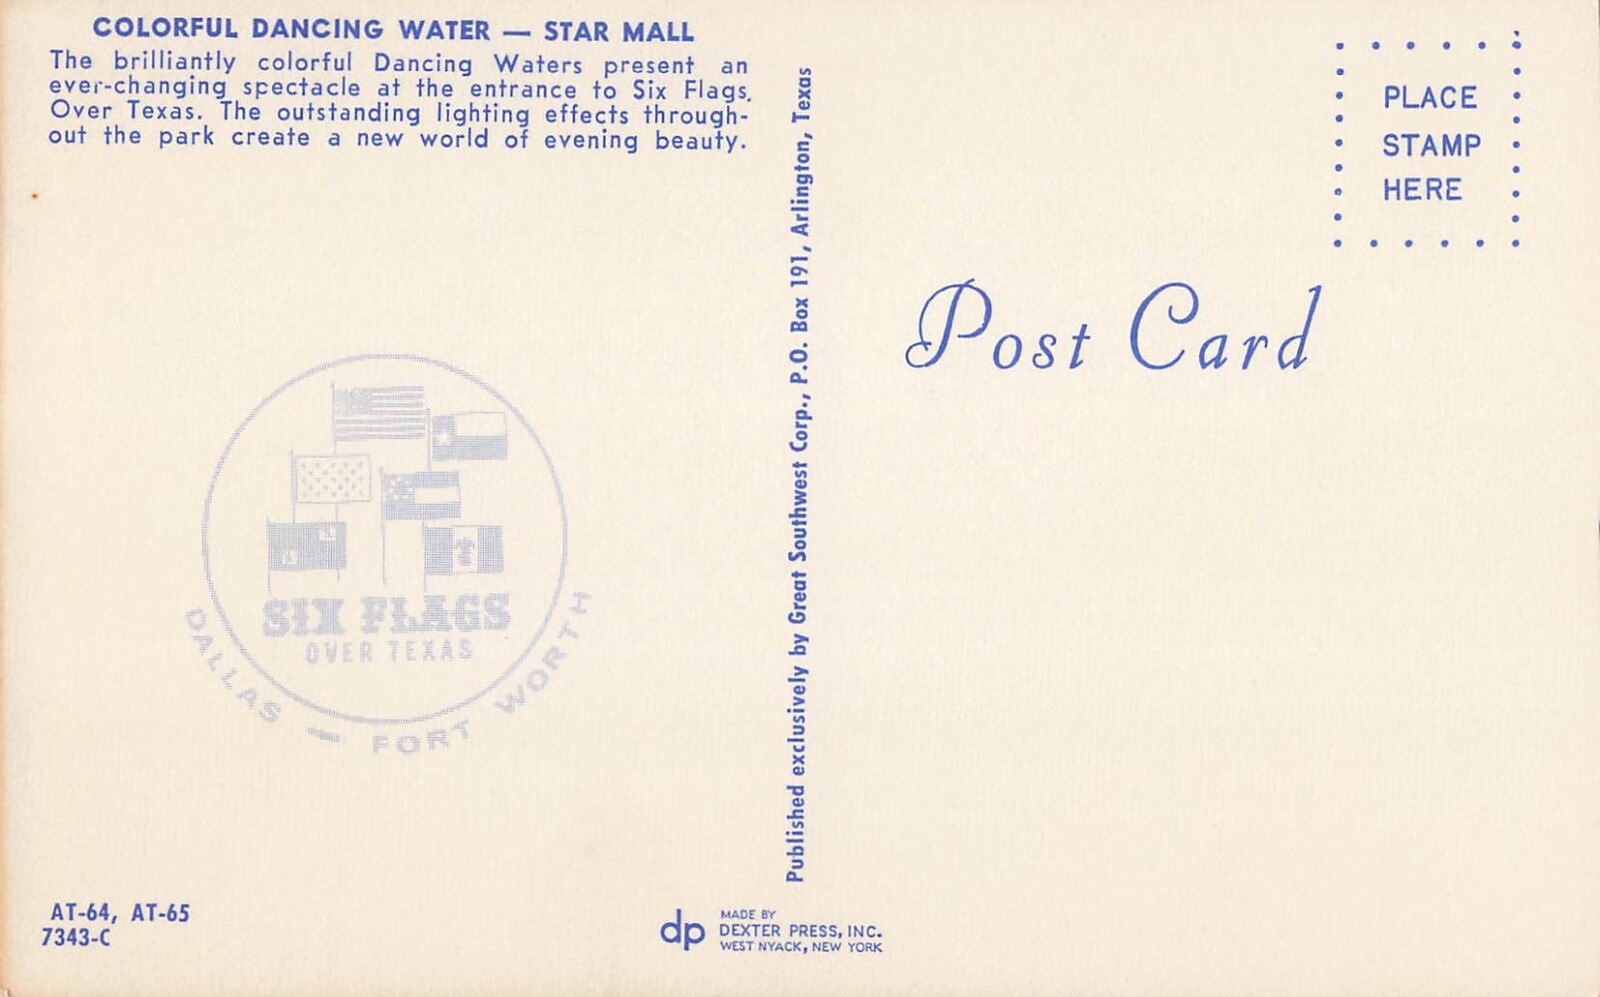 COLORFUL DANCING WATER — STAR MALL
The brilliantly colorful Dancing Waters present an
ever-changing spectacle at the entrance to Six Flags,
Over Texas. The outstanding lighting effects through-
out the park create a new world of evening beauty.
SIX FLAGS
OVER TEXAS
DALLAS — FORT WORTH
AT-64, AT-65
7343-C
Published exclusively by Great Southwest Corp., P.O. Box 191, Arlington, Texas
dp
MADE BY
DEXTER PRESS, INC.
WEST NYACK, NEW YORK
PLACE
STAMP
HERE
Post Card